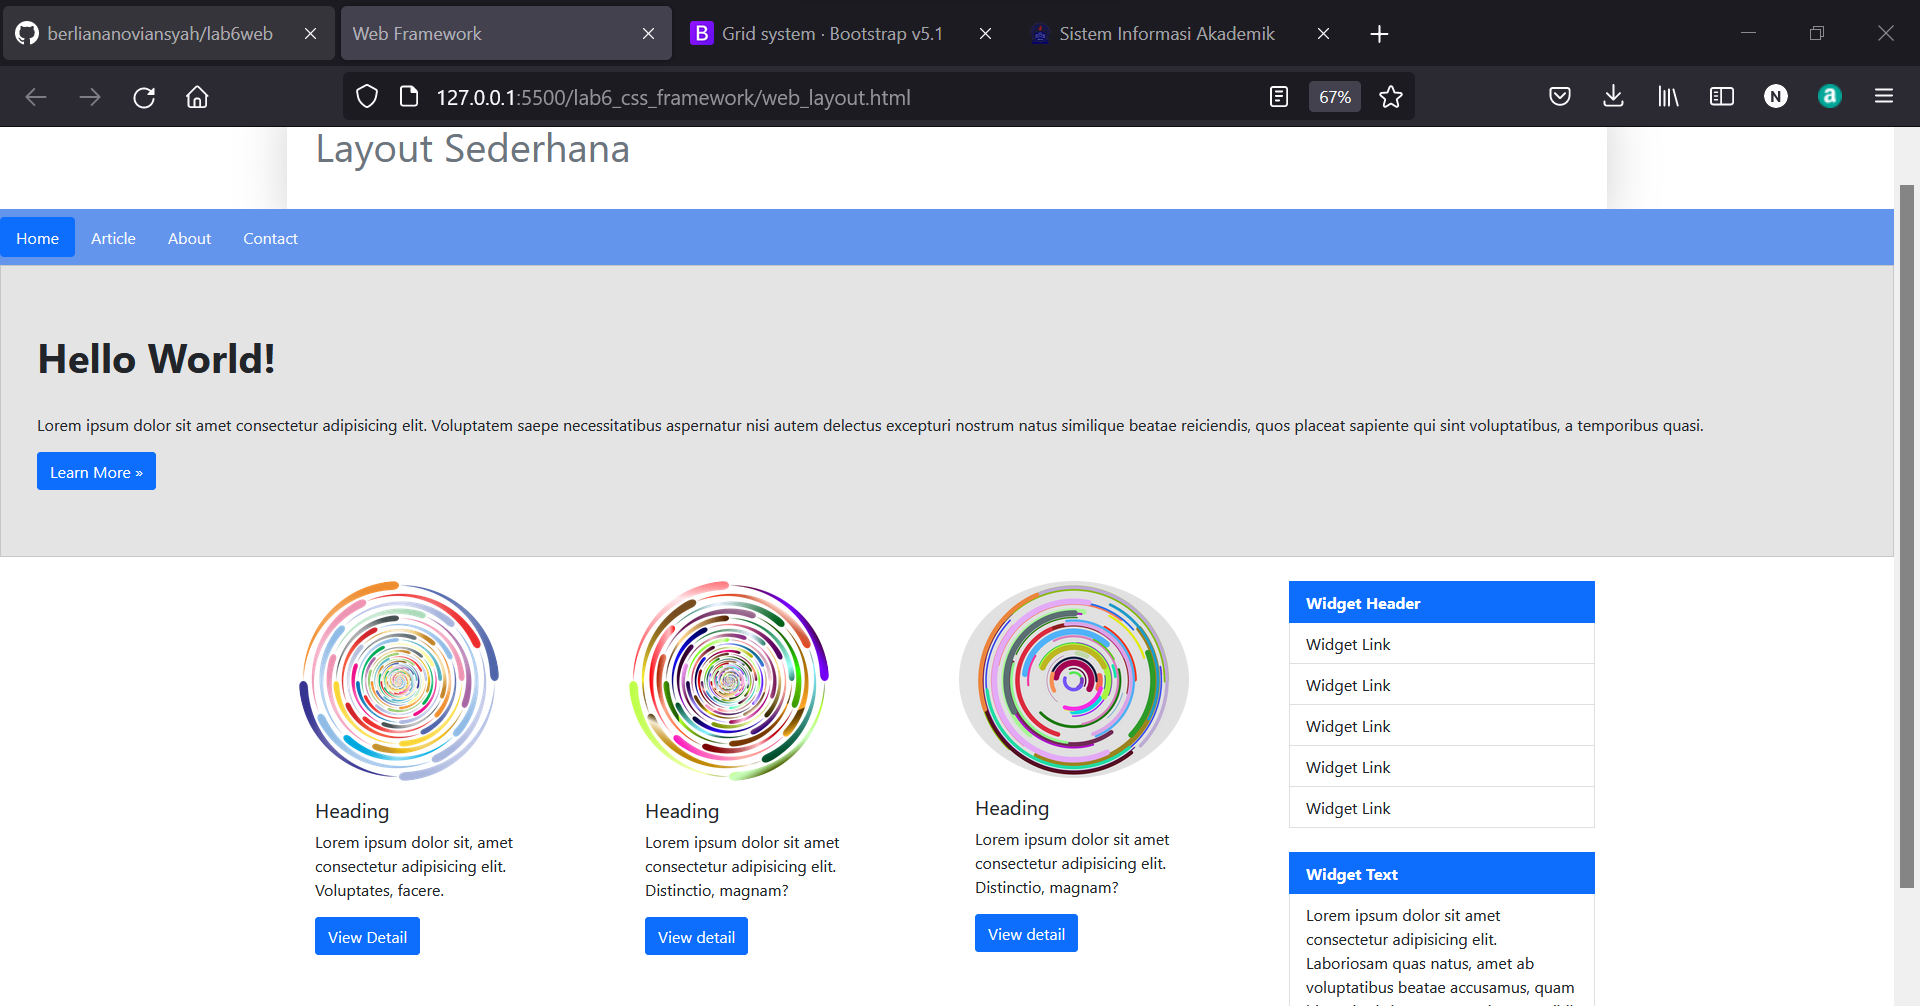 berliananoviansyah/lab6web
Web Framework
B Grid system · Bootstrap v5.1
Sistem Informasi Akademik
127.0.0.1:5500/lab6_css_framework/web_layout.html
67%
N
a
Layout Sederhana
Home Article About Contact
Hello World!
Lorem ipsum dolor sit amet consectetur adipisicing elit. Voluptatem saepe necessitatibus aspernatur nisi autem delectus excepturi nostrum natus similique beatae reiciendis, quos placeat sapiente qui sint voluptatibus, a temporibus quasi.
Learn More »
Heading
Lorem ipsum dolor sit, amet
consectetur adipisicing elit.
Voluptates, facere.
View Detail
Heading
Lorem ipsum dolor sit amet
consectetur adipisicing elit.
Distinctio, magnam?
View detail
Heading
Lorem ipsum dolor sit amet
consectetur adipisicing elit.
Distinctio, magnam?
View detail
Widget Header
Widget Link
Widget Link
Widget Link
Widget Link
Widget Link
Widget Text
Lorem ipsum dolor sit amet
consectetur adipisicing elit.
Laboriosam quas natus, amet ab
voluptatibus beatae accusamus, quam